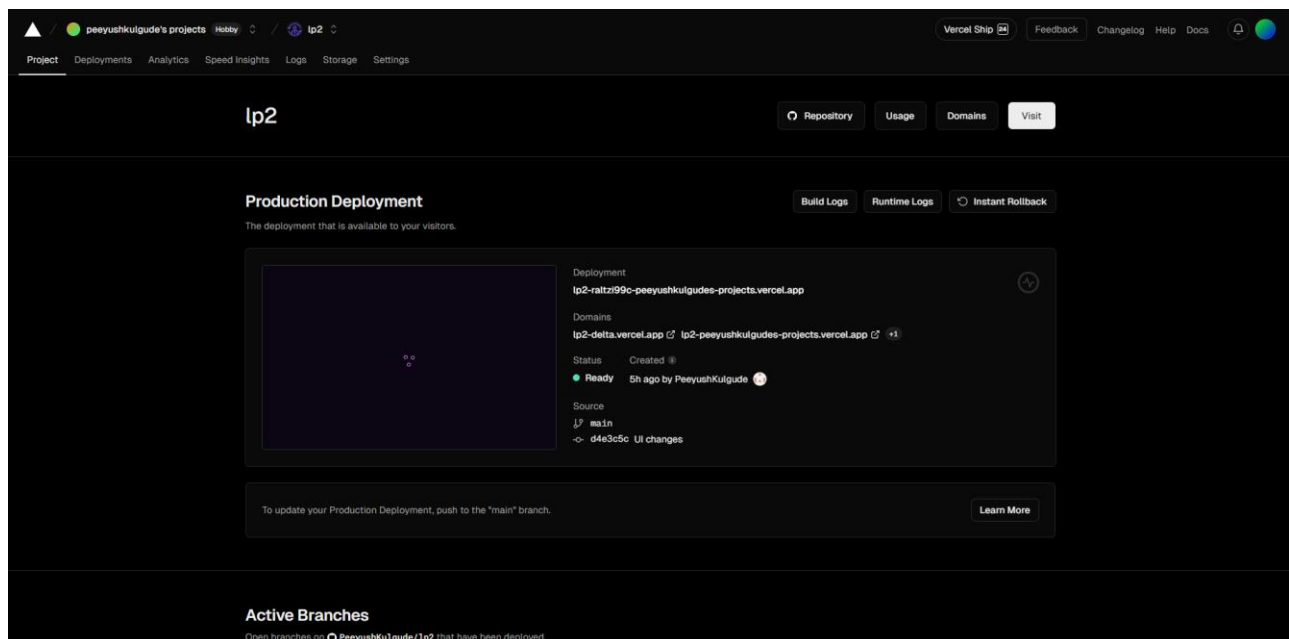 peeyushkulgude's projects Hobby lp2 Vercel Ship 24 Feedback Changelog Help Docs
Project Deployments Analytics Speed Insights Logs Storage Settings
lp2 Repository Usage Domains Visit
Production Deployment Build Logs Runtime Logs Instant Rollback
The deployment that is available to your visitors.
Deployment
lp2-raltzi99c-peeyushkulgudes-projects.vercel.app
Domains
lp2-delta.vercel.app lp2-peeyushkulgudes-projects.vercel.app +1
Status Created
Ready 5h ago by PeeyushKulgude
Source
main
d4e3c5c UI changes
To update your Production Deployment, push to the "main" branch. Learn More
Active Branches
Open branches on PeeyushKulgude/lp2 that have been deployed